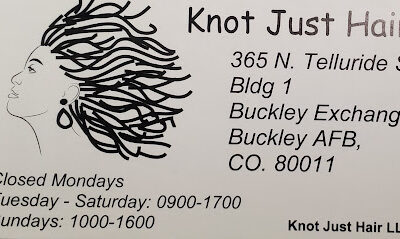 Knot Just Hair
365 N. Telluride S
Bldg 1
Buckley Exchang
Buckley AFB,
CO. 80011
Closed Mondays
Tuesday - Saturday: 0900-1700
Sundays: 1000-1600
Knot Just Hair LL